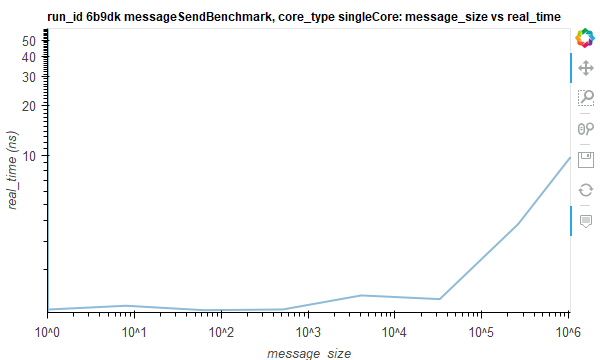 run_id 6b9dk messageSendBenchmark, core_type singleCore: message_size vs real_time
50
40
30
20
10
real_time (ns)
10^0 10^1 10^2 10^3 10^4 10^5 10^6
message_size